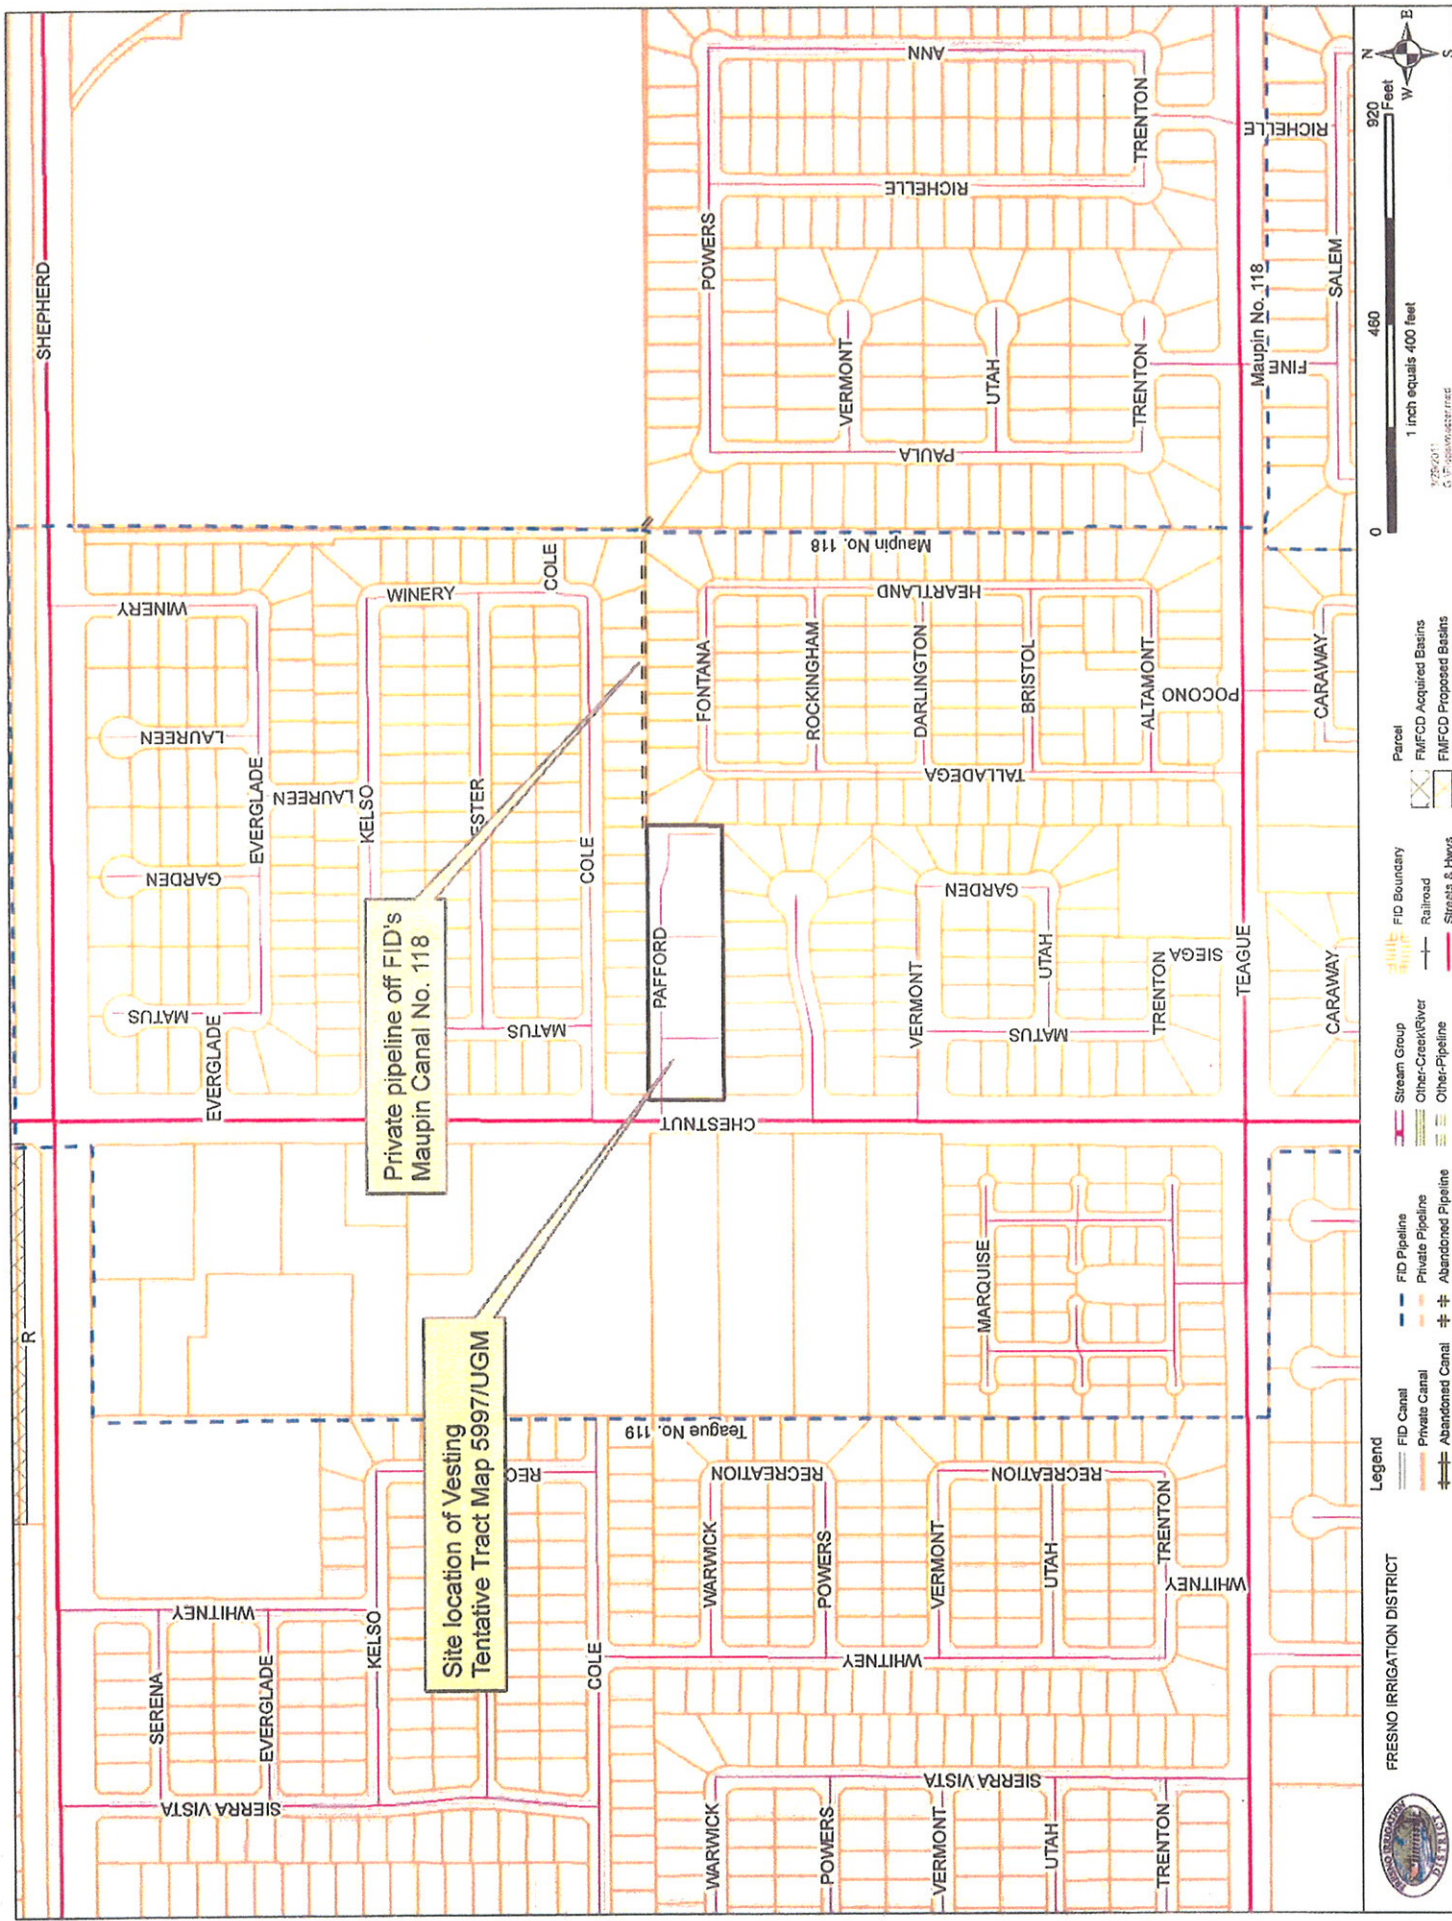 SHEPHERD
R
SERENA
WHITNEY
EVERGLADE
SIERRA VISTA
KELSO
COLE
REC
Teague No. 119
WARWICK
POWERS
VERMONT
UTAH
TRENTON
RECREATION
WHITNEY
WHITNEY
WARWICK
POWERS
VERMONT
UTAH
TRENTON
SIERRA VISTA
RECREATION
MARQUISE
CHESTNUT
Site location of Vesting
Tentative Tract Map 5997/UGM
Private pipeline off FID's
Maupin Canal No. 118
EVERGLADE
MATUS
GARDEN
EVERGLADE
LAUREEN
LAUREEN
WINERY
KELSO
WINERY
ESTER
MATUS
COLE
COLE
PAFFORD
VERMONT
GARDEN
UTAH
MATUS
TRENTON
SIEGA
TEAGUE
FONTANA
ROCKINGHAM
DARLINGTON
BRISTOL
ALTAMONT
TALLADEGA
HEARTLAND
POCONO
Maupin No. 118
CARAWAY
CARAWAY
POWERS
ANN
RICHELLE
TRENTON
VERMONT
UTAH
TRENTON
PAULA
Maupin No. 118
RICHELLE
FINE
SALEM
N
W
E
S
0
460
920
Feet
1 inch equals 400 feet
FRESNO IRRIGATION DISTRICT
FRESNO IRRIGATION
DISTRICT
Legend
FID Canal
Private Canal
Abandoned Canal
FID Pipeline
Private Pipeline
Abandoned Pipeline
Stream Group
Other-Creek/River
Other-Pipeline
FID Boundary
Railroad
Streets & Hwys
Parcel
FMFCD Acquired Basins
FMFCD Proposed Basins